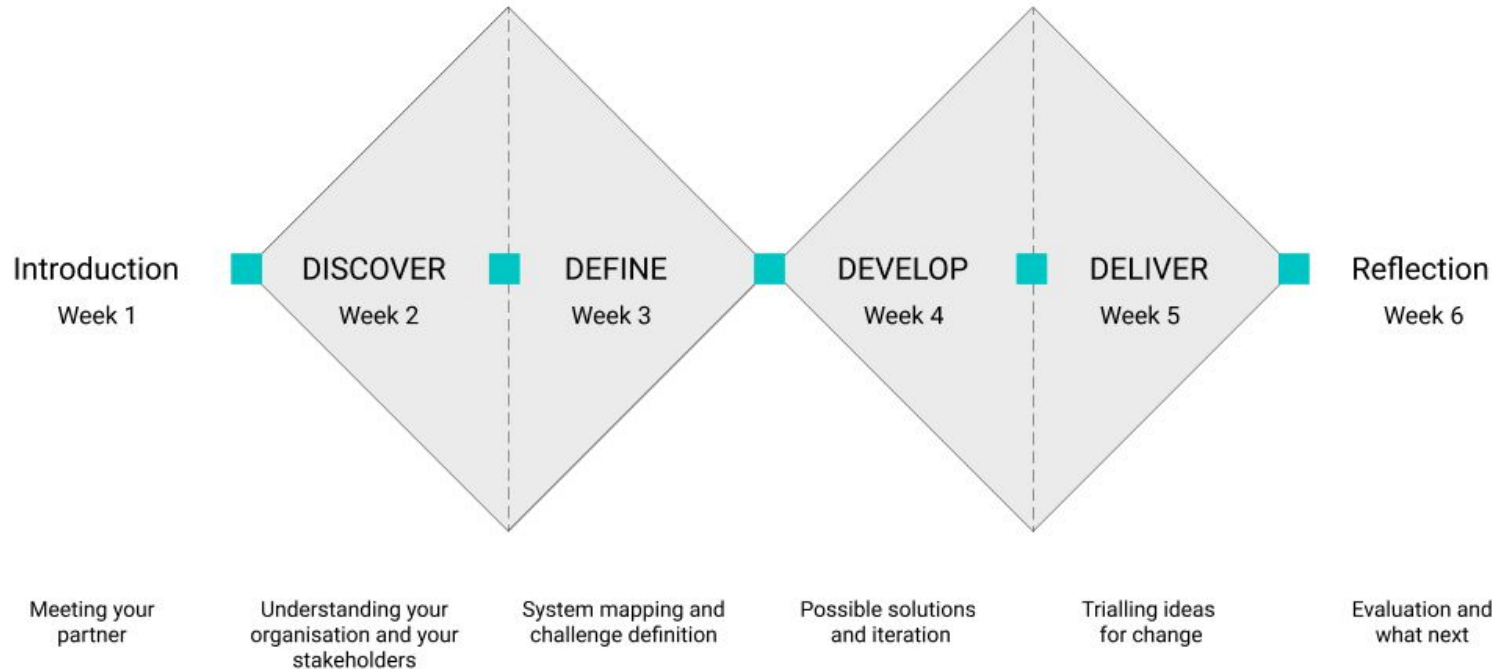 Introduction
Week 1
DISCOVER
Week 2
DEFINE
Week 3
DEVELOP
Week 4
DELIVER
Week 5
Reflection
Week 6
Meeting your
partner
Understanding your
organisation and your
stakeholders
System mapping and
challenge definition
Possible solutions
and iteration
Trialling ideas
for change
Evaluation and
what next